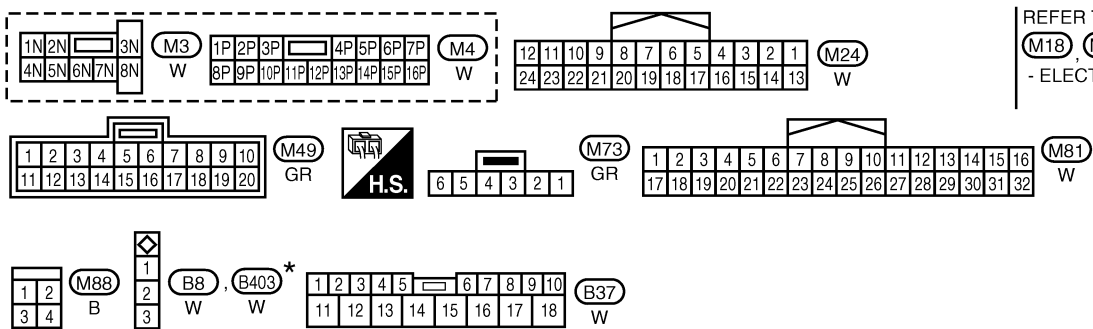 1N 2N 3N M3 1P 2P 3P 4P 5P 6P 7P M4 12 11 10 9 8 7 6 5 4 3 2 1 M24 REFER
4N 5N 6N 7N 8N W 8P 9P 10P 11P 12P 13P 14P 15P 16P W 24 23 22 21 20 19 18 17 16 15 14 13 W M18 ,
- ELECT
1 2 3 4 5 6 7 8 9 10 M49 M73 1 2 3 4 5 6 7 8 9 10 11 12 13 14 15 16 M81
11 12 13 14 15 16 17 18 19 20 GR H.S. 6 5 4 3 2 1 GR 17 18 19 20 21 22 23 24 25 26 27 28 29 30 31 32 W
1 2 M88 1 B8 , B403 * 1 2 3 4 5 6 7 8 9 10 B37
3 4 B 2 W W 11 12 13 14 15 16 17 18 W
3